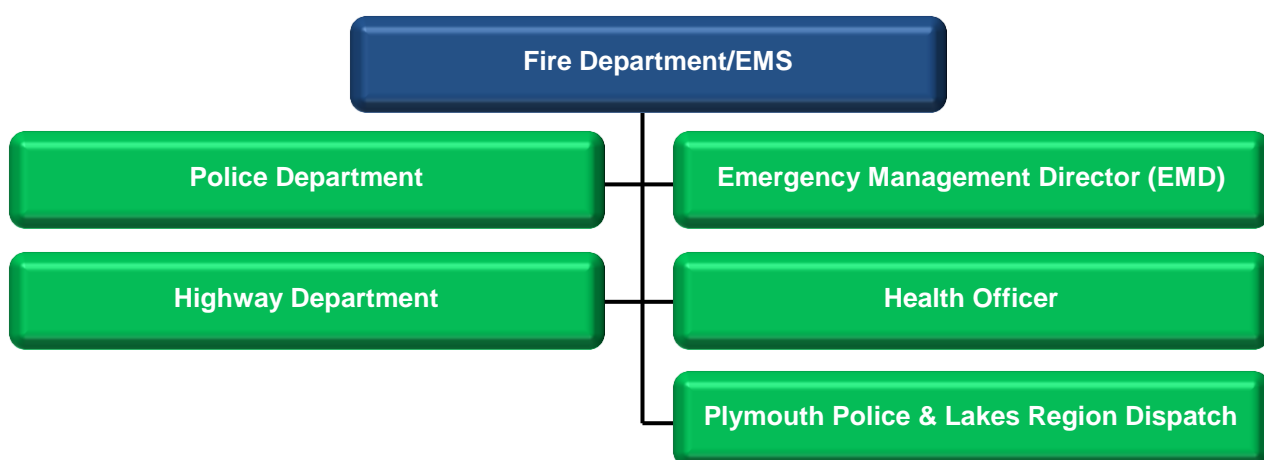 Fire Department/EMS
Police Department
Emergency Management Director (EMD)
Highway Department
Health Officer
Plymouth Police & Lakes Region Dispatch